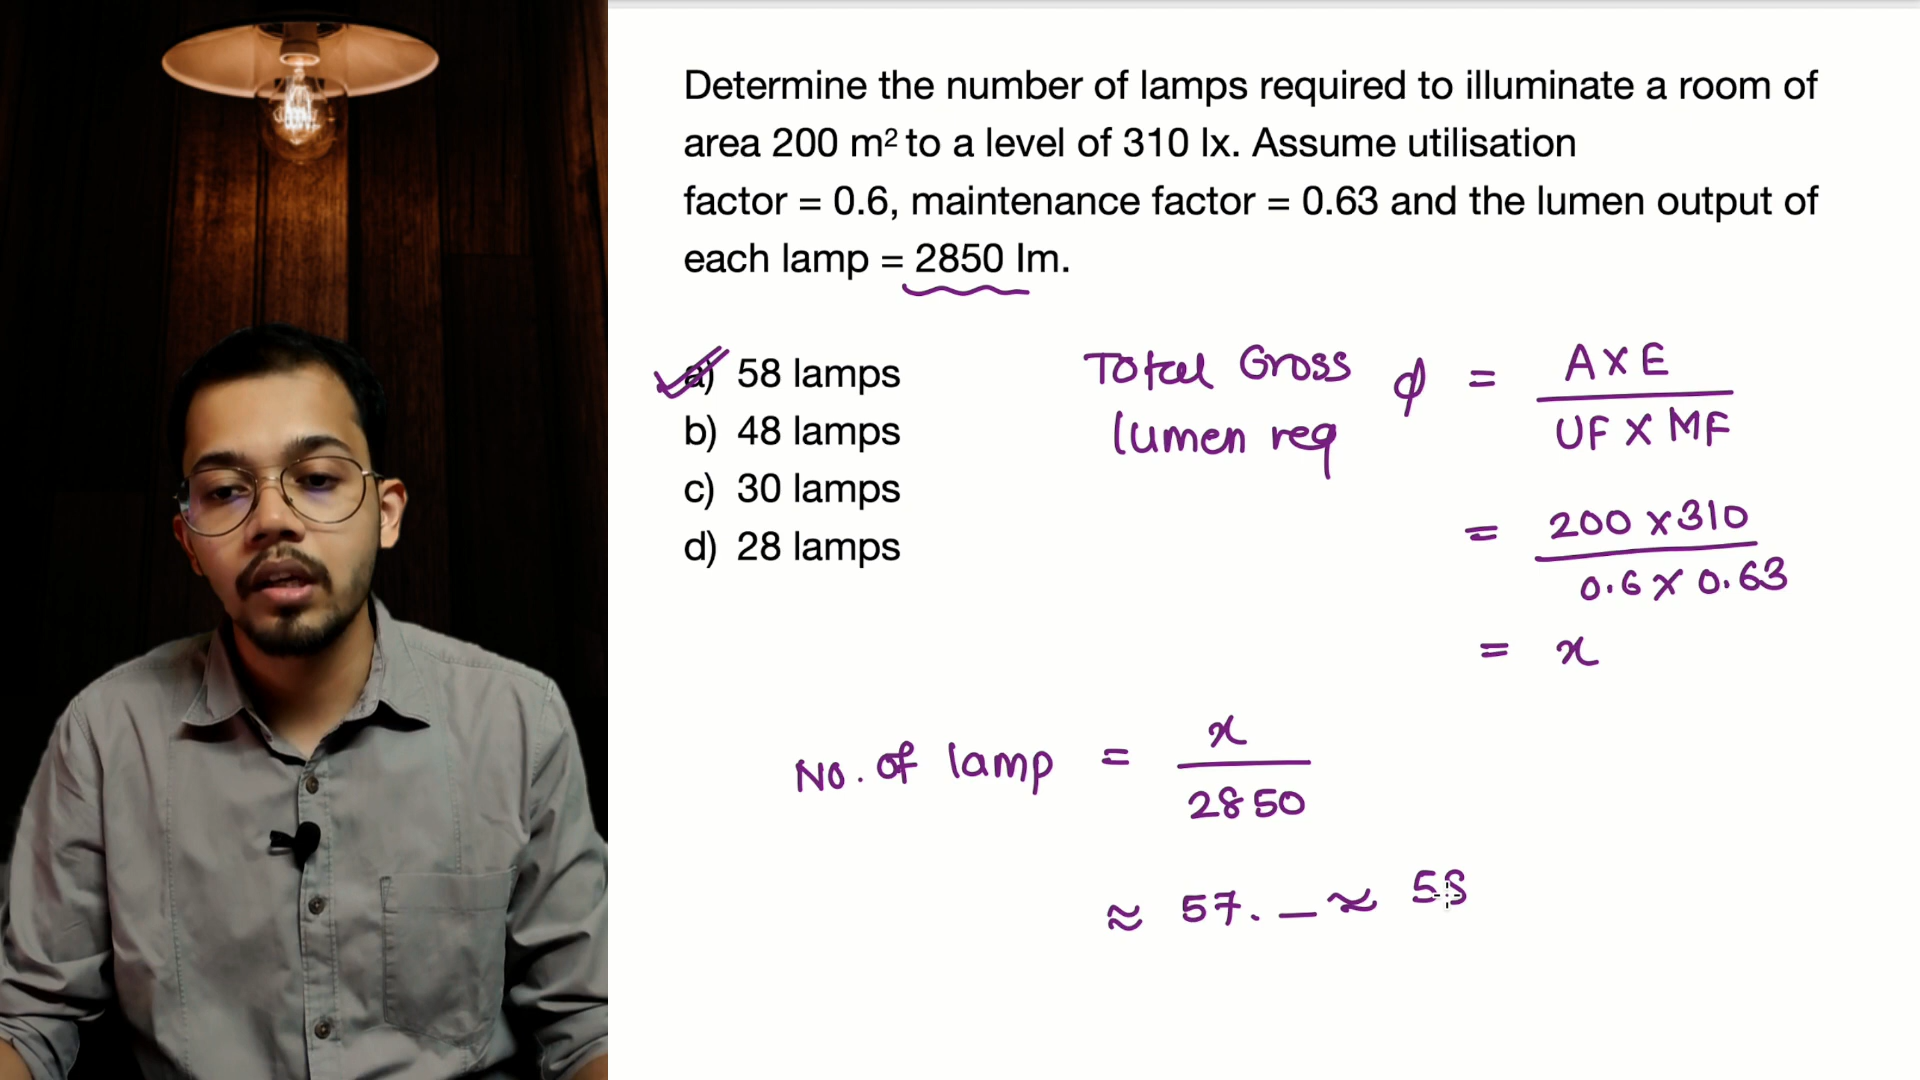 Determine the number of lamps required to illuminate a room of
area 200 m² to a level of 310 lx. Assume utilisation
factor = 0.6, maintenance factor = 0.63 and the lumen output of
each lamp = 2850 lm.
a) 58 lamps
b) 48 lamps
c) 30 lamps
d) 28 lamps
Total Gross lumen req ϕ = A X E
UF X MF
= 200 x 310
0.6 X 0.63
= x
No. of lamp = x
2850
≈ 57. _ ≈ 58